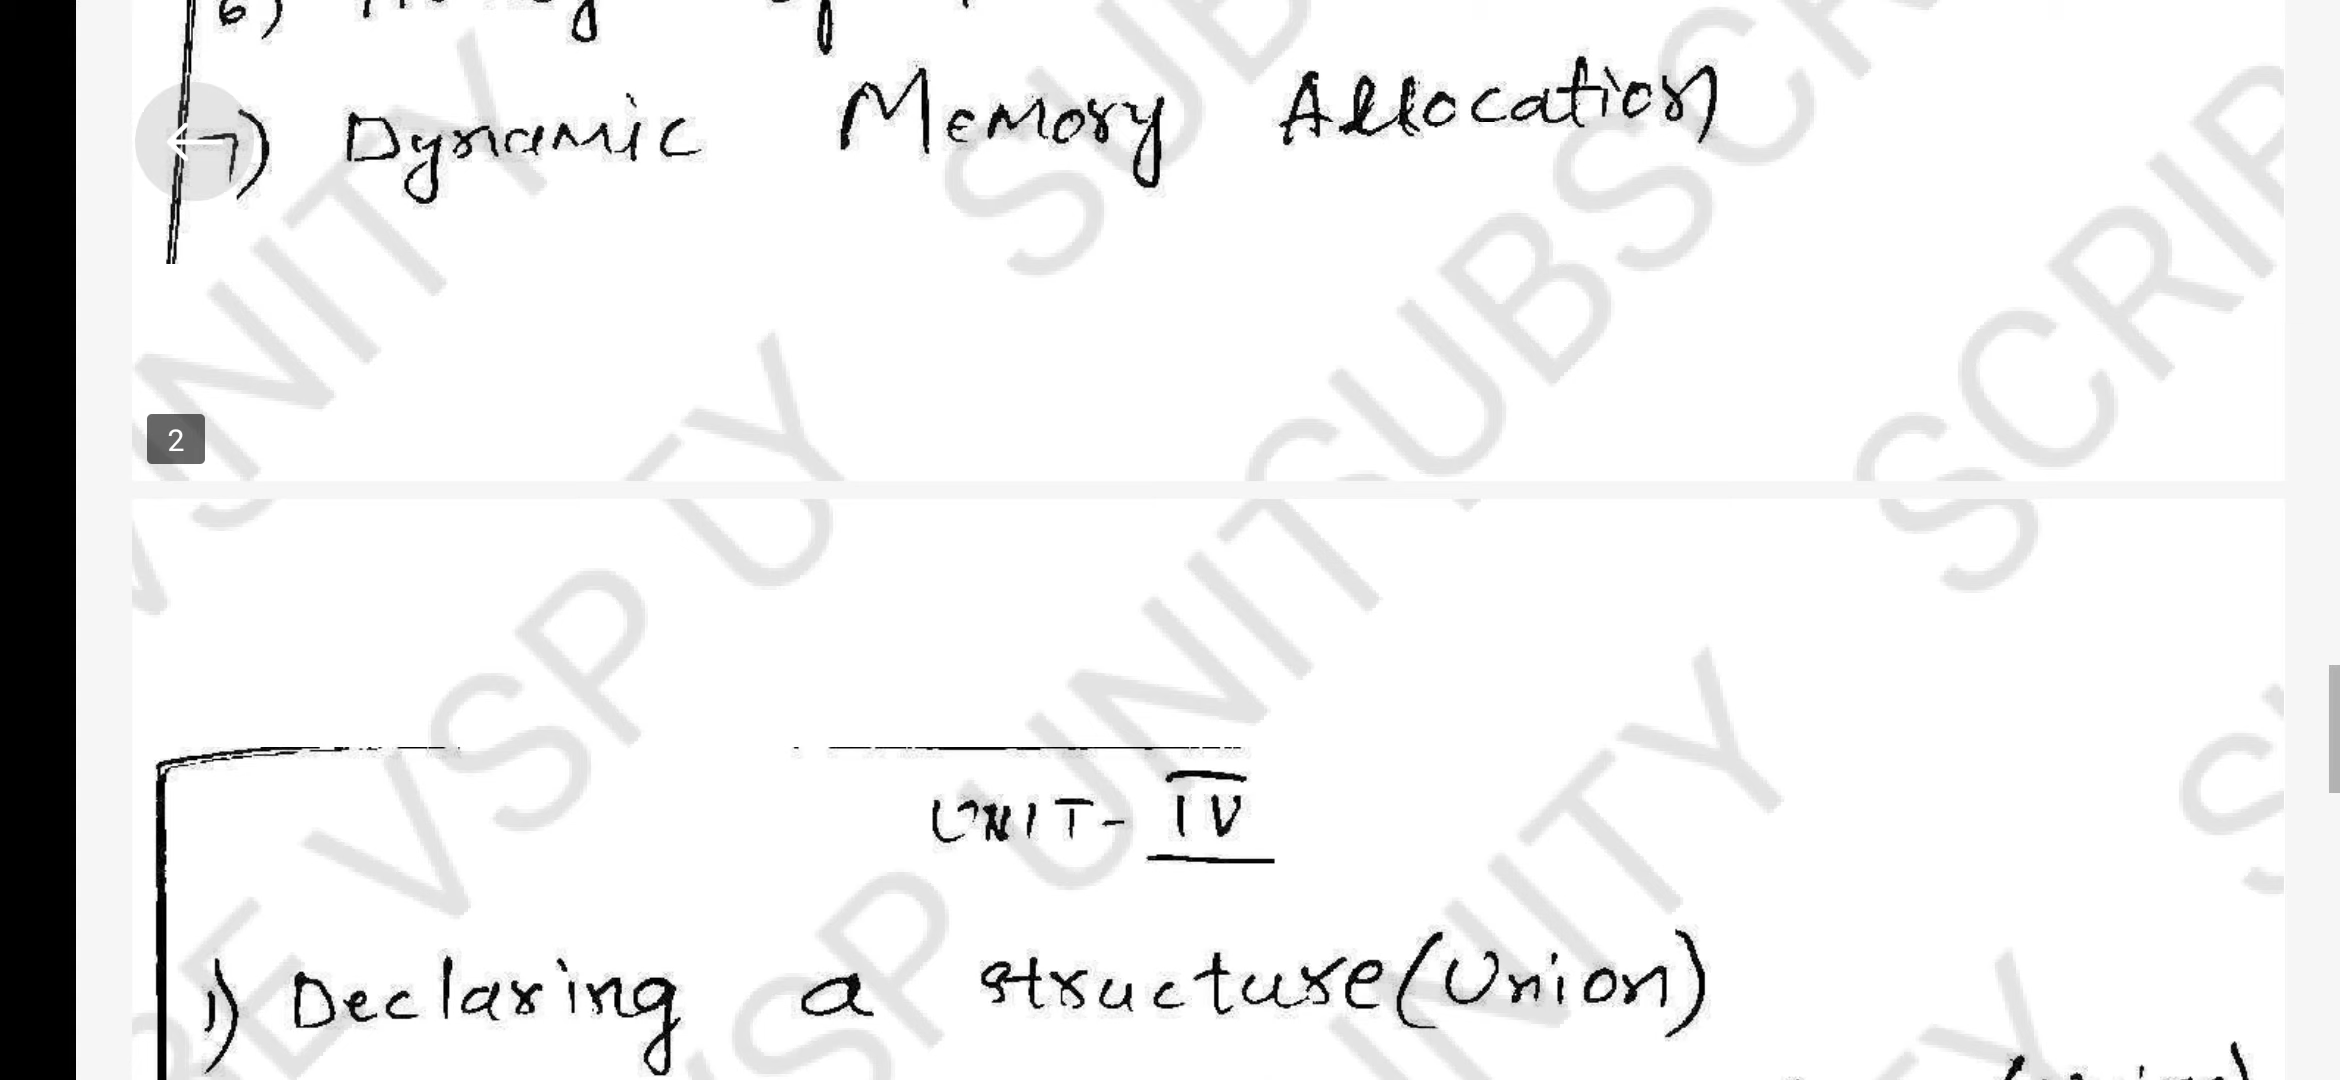 7) Dynamic Memory Allocation
2
UNIT-IV
1) Declaring a structure(Union)